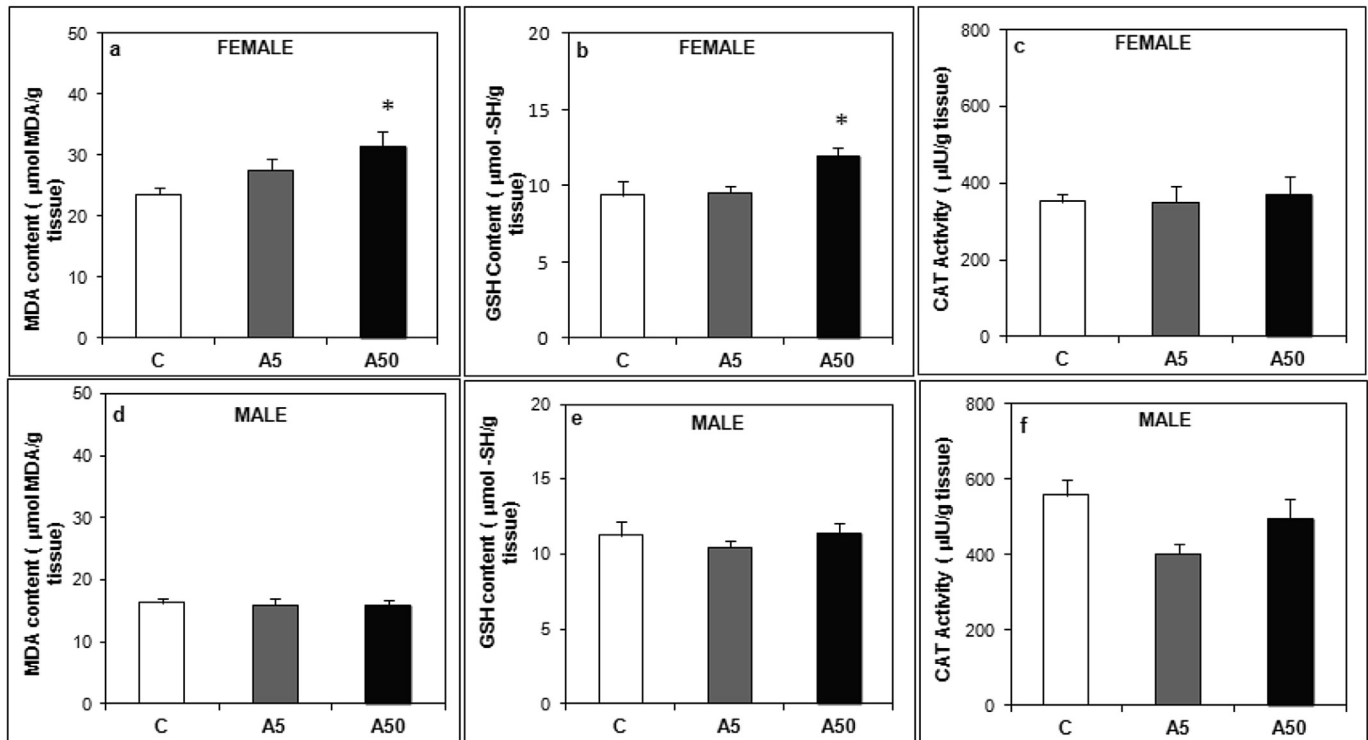 a
FEMALE
MDA content ( µmol MDA/g
tissue)
50
40
30
20
10
0
*
C A5 A50
b
FEMALE
GSH Content ( µmol -SH/g
tissue)
20
15
10
5
0
*
C A5 A50
c
FEMALE
CAT Activity ( µIU/g tissue)
800
600
400
200
0
C A5 A50
d
MALE
MDA content ( µmol MDA/g
tissue)
50
40
30
20
10
0
C A5 A50
e
MALE
GSH content ( µmol -SH/g
tissue)
20
15
10
5
0
C A5 A50
f
MALE
CAT Activity ( µIU/g tissue)
800
600
400
200
0
C A5 A50